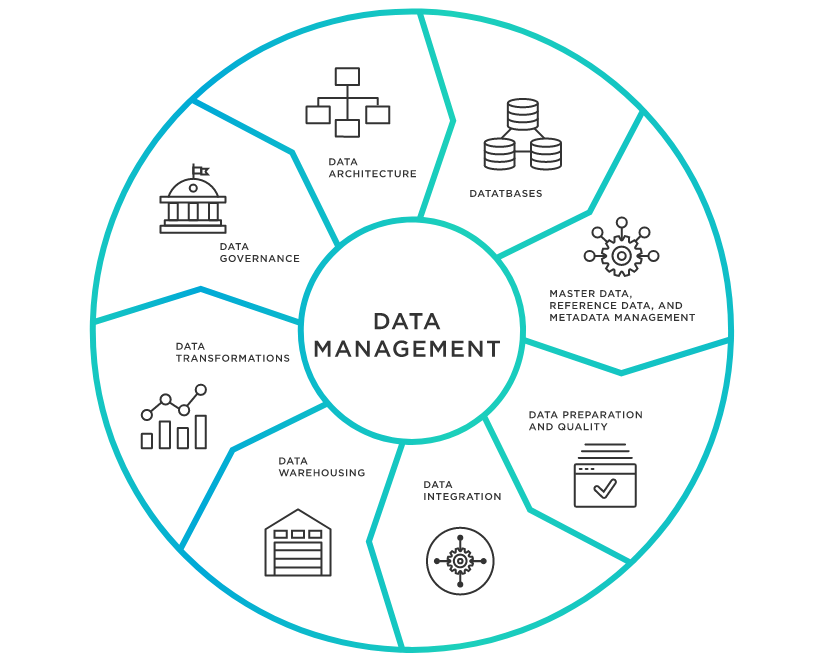 DATA
ARCHITECTURE
DATATBASES
MASTER DATA,
REFERENCE DATA, AND
METADATA MANAGEMENT
DATA PREPARATION
AND QUALITY
DATA
INTEGRATION
DATA
WAREHOUSING
DATA
TRANSFORMATIONS
DATA
GOVERNANCE
DATA
MANAGEMENT